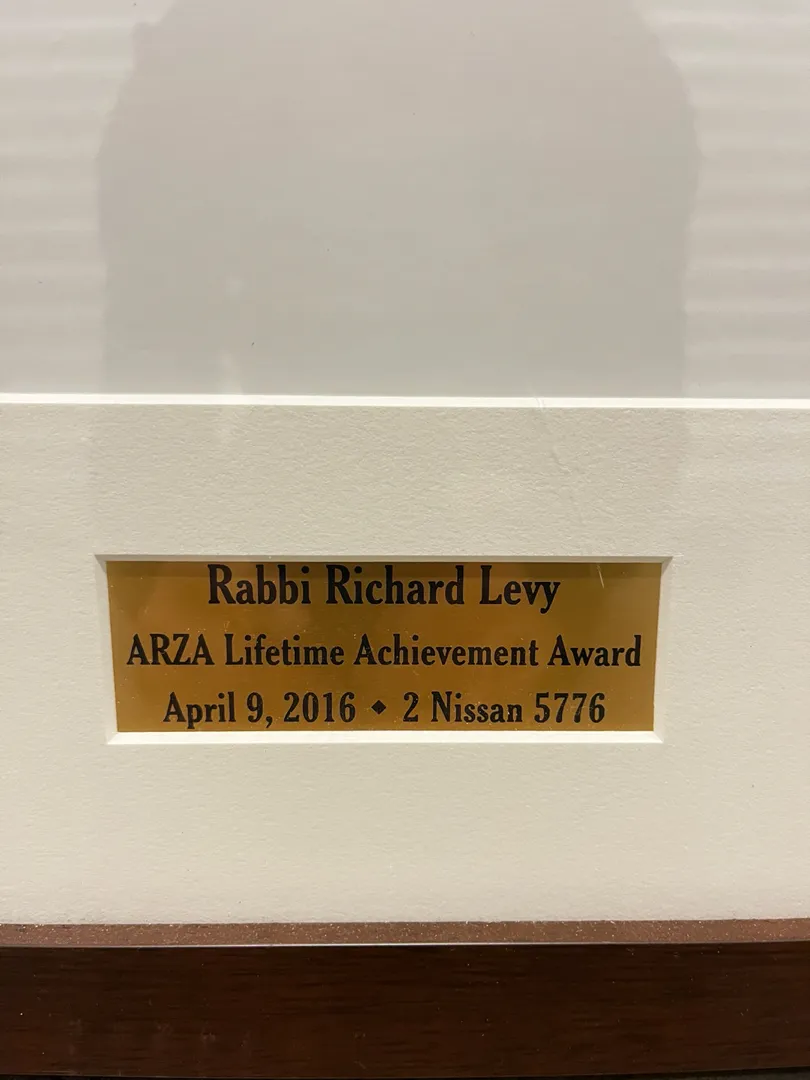 Rabbi Richard Levy
ARZA Lifetime Achievement Award
April 9, 2016 ◆ 2 Nissan 5776